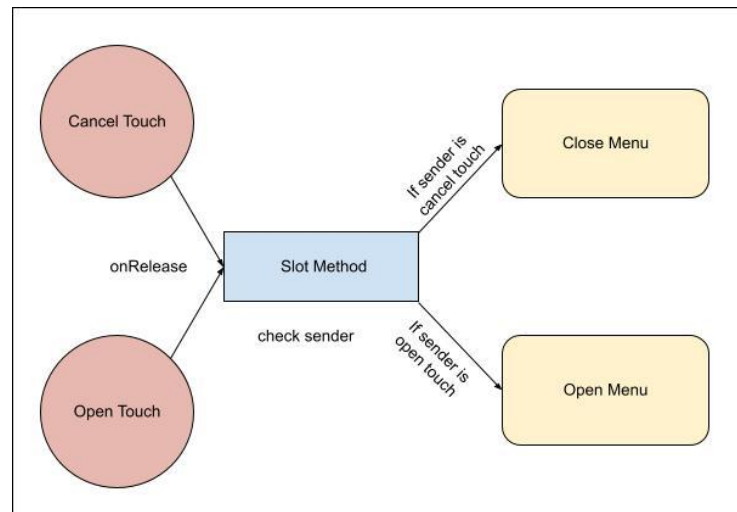 Cancel Touch
Close Menu
If sender is
cancel touch
onRelease
Slot Method
check sender
If sender is
open touch
Open Touch
Open Menu